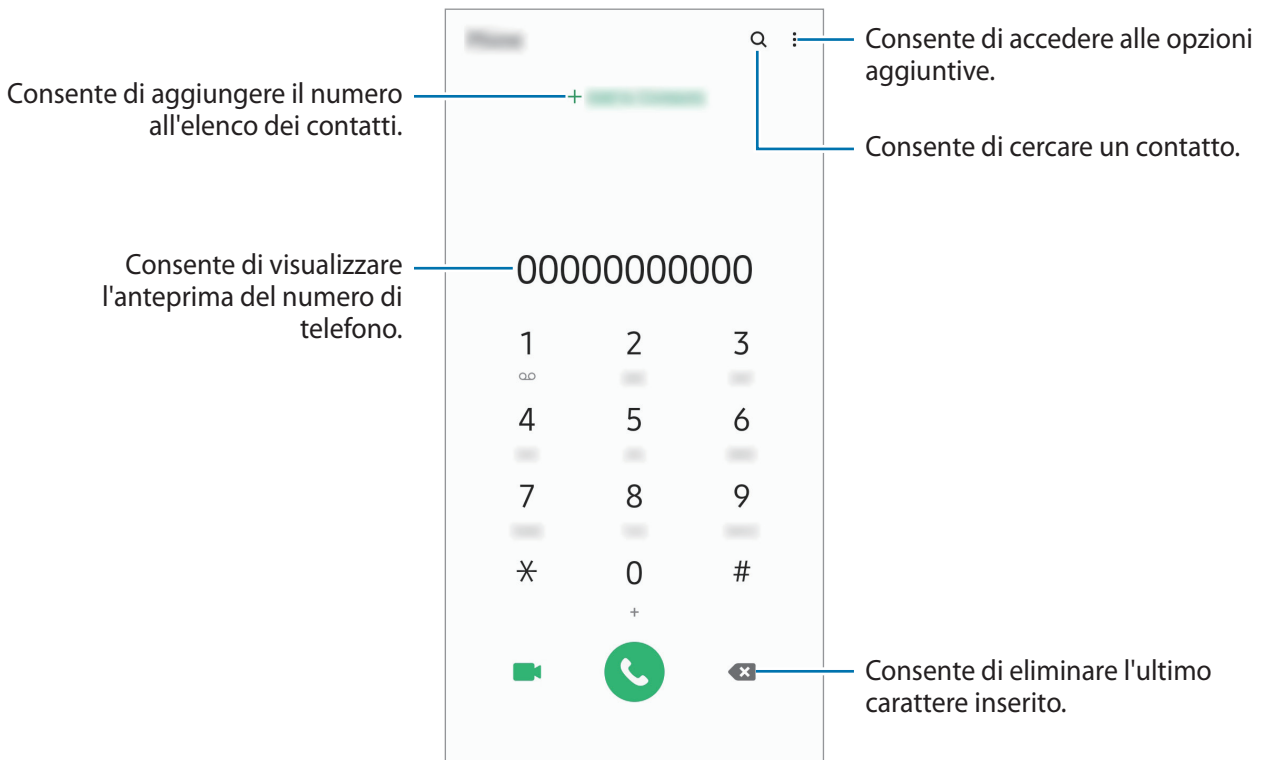 Consente di accedere alle opzioni
aggiuntive.
Consente di aggiungere il numero
all'elenco dei contatti.
+
Consente di cercare un contatto.
Consente di visualizzare
l'anteprima del numero di
telefono.
00000000000
1 2 3
4 5 6
7 8 9
* 0 #
+
Consente di eliminare l'ultimo
carattere inserito.